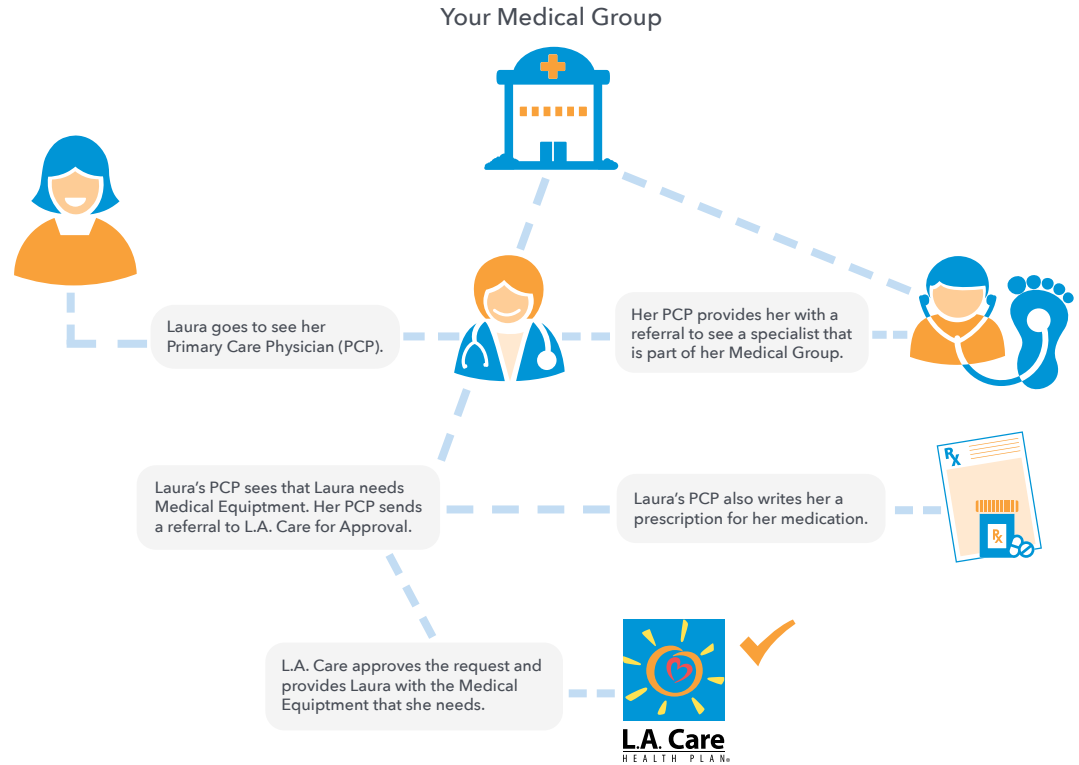 Your Medical Group
Laura goes to see her
Primary Care Physician (PCP).
Her PCP provides her with a
referral to see a specialist that
is part of her Medical Group.
Laura's PCP sees that Laura needs
Medical Equiptment. Her PCP sends
a referral to L.A. Care for Approval.
Laura's PCP also writes her a
prescription for her medication.
Rx
Rx
L.A. Care approves the request and
provides Laura with the Medical
Equiptment that she needs.
L.A. Care
HEALTH PLAN®